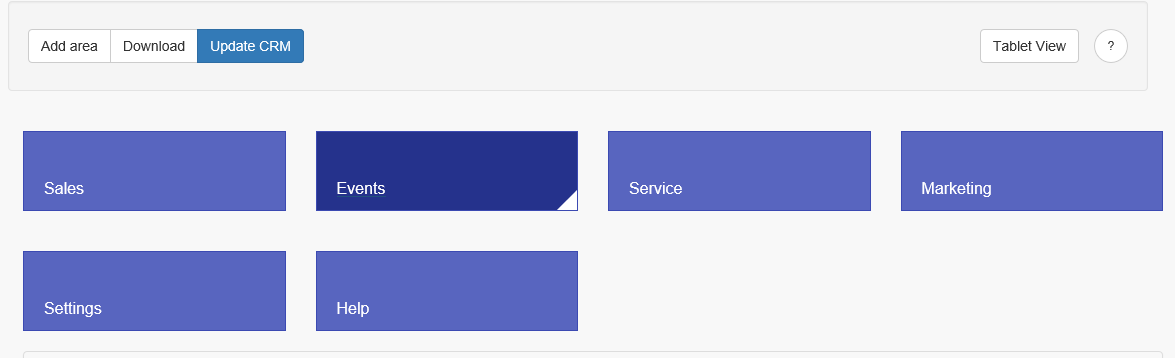 Add area Download Update CRM Tablet View ?
Sales Events Service Marketing
Settings Help